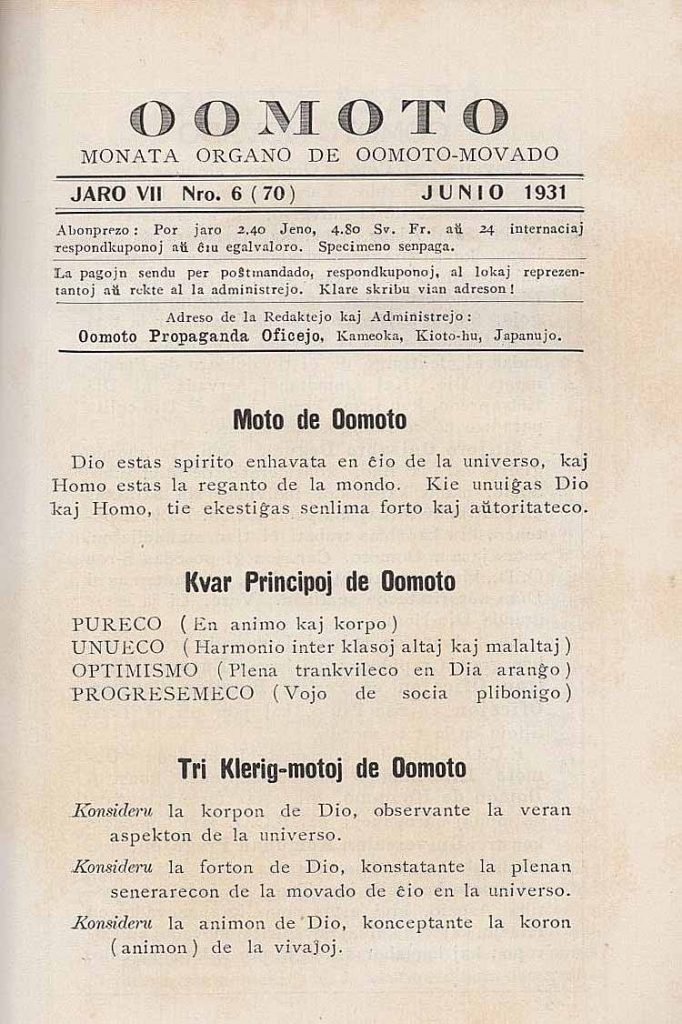 OOMOTO
MONATA ORGANO DE OOMOTO-MOVADO
JARO VII Nro. 6 (70) JUNIO 1931
Abonprezo: Por jaro 2.40 Jeno, 4.80 Sv. Fr. aŭ 24 internaciaj
respondkuponoj aŭ ĉiu egalvaloro. Specimeno senpaga.
La pagojn sendu per poŝtmandado, respondkuponoj, al lokaj reprezen-
tantoj aŭ rekte al la administrejo. Klare skribu vian adreson!
Adreso de la Redaktejo kaj Administrejo:
Oomoto Propaganda Oficejo, Kameoka, Kioto-hu, Japanujo.
Moto de Oomoto
Dio estas spirito enhavata en ĉio de la universo, kaj
Homo estas la reganto de la mondo. Kie unuiĝas Dio
kaj Homo, tie ekestiĝas senlima forto kaj aŭtoritateco.
Kvar Principoj de Oomoto
PURECO (En animo kaj korpo)
UNUECO (Harmonio inter klasoj altaj kaj malaltaj)
OPTIMISMO (Plena trankvileco en Dia aranĝo)
PROGRESEMECO (Vojo de socia plibonigo)
Tri Klerig-motoj de Oomoto
Konsideru la korpon de Dio, observante la veran
aspekton de la universo.
Konsideru la forton de Dio, konstatante la plenan
senerarecon de la movado de ĉio en la universo.
Konsideru la animon de Dio, konceptante la koron
(animon) de la vivaĵoj.